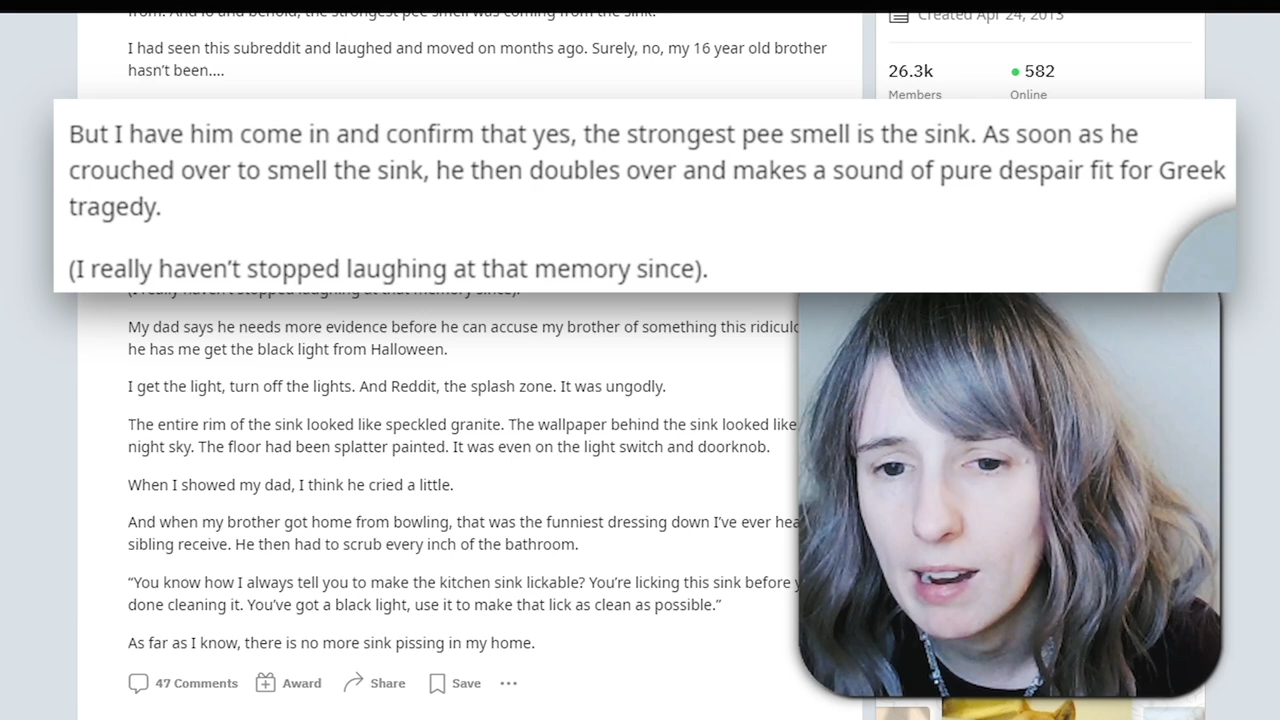 from. And lo and behold, the strongest pee smell was coming from the sink.
Created Apr 24, 2013
I had seen this subreddit and laughed and moved on months ago. Surely, no, my 16 year old brother
hasn’t been....
26.3k
582
Members
Online
But I have him come in and confirm that yes, the strongest pee smell is the sink. As soon as he
crouched over to smell the sink, he then doubles over and makes a sound of pure despair fit for Greek
tragedy.
(I really haven’t stopped laughing at that memory since).
(I really haven’t stopped laughing at that memory since).
My dad says he needs more evidence before he can accuse my brother of something this
he has me get the black light from Halloween.
I get the light, turn off the lights. And Reddit, the splash zone. It was ungodly.
The entire rim of the sink looked like speckled granite. The wallpaper behind the sink looked like
night sky. The floor had been splatter painted. It was even on the light switch and doorknob.
When I showed my dad, I think he cried a little.
And when my brother got home from bowling, that was the funniest dressing down I’ve ever
sibling receive. He then had to scrub every inch of the bathroom.
“You know how I always tell you to make the kitchen sink lickable? You’re licking this sink before
done cleaning it. You’ve got a black light, use it to make that lick as clean as possible.”
As far as I know, there is no more sink pissing in my home.
47 Comments
Award
Share
Save